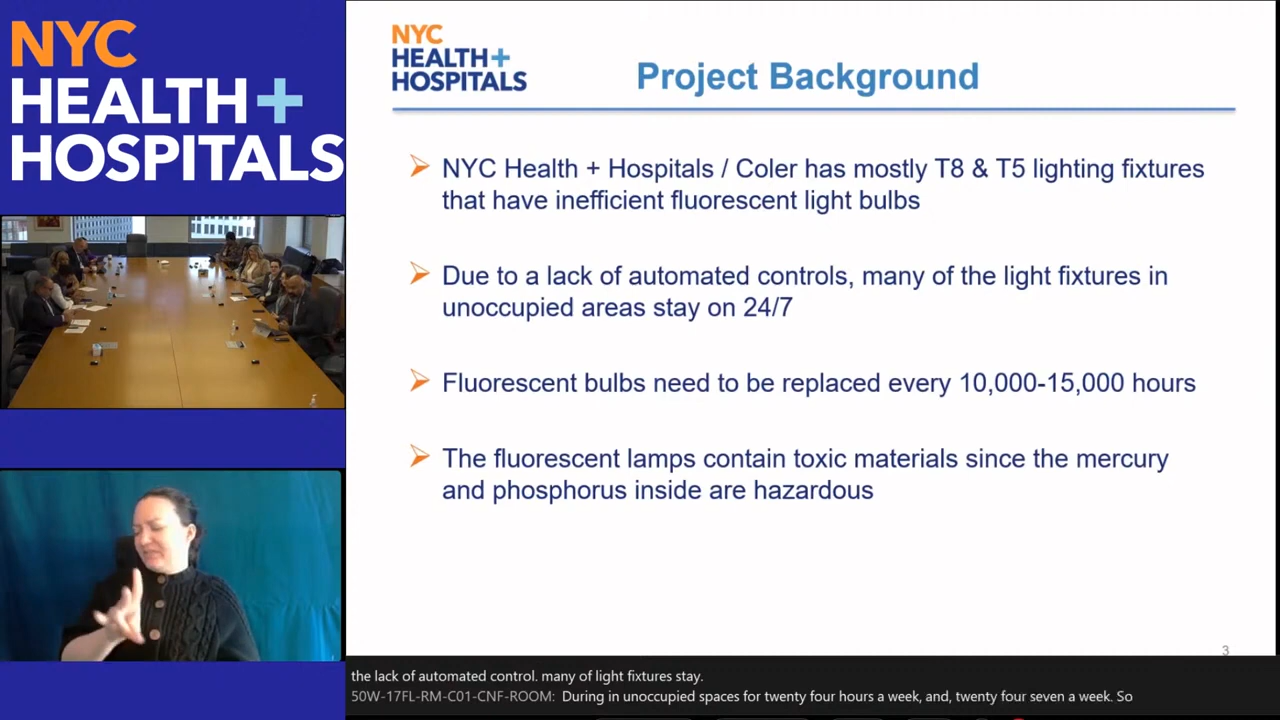 NYC
HEALTH+
HOSPITALS
NYC
HEALTH+
HOSPITALS
Project Background
NYC Health + Hospitals / Coler has mostly T8 & T5 lighting fixtures
that have inefficient fluorescent light bulbs
Due to a lack of automated controls, many of the light fixtures in
unoccupied areas stay on 24/7
Fluorescent bulbs need to be replaced every 10,000-15,000 hours
The fluorescent lamps contain toxic materials since the mercury
and phosphorus inside are hazardous
3
the lack of automated control. many of light fixtures stay.
50W-17FL-RM-C01-CNF-ROOM: During in unoccupied spaces for twenty four hours a week, and, twenty four seven a week. So